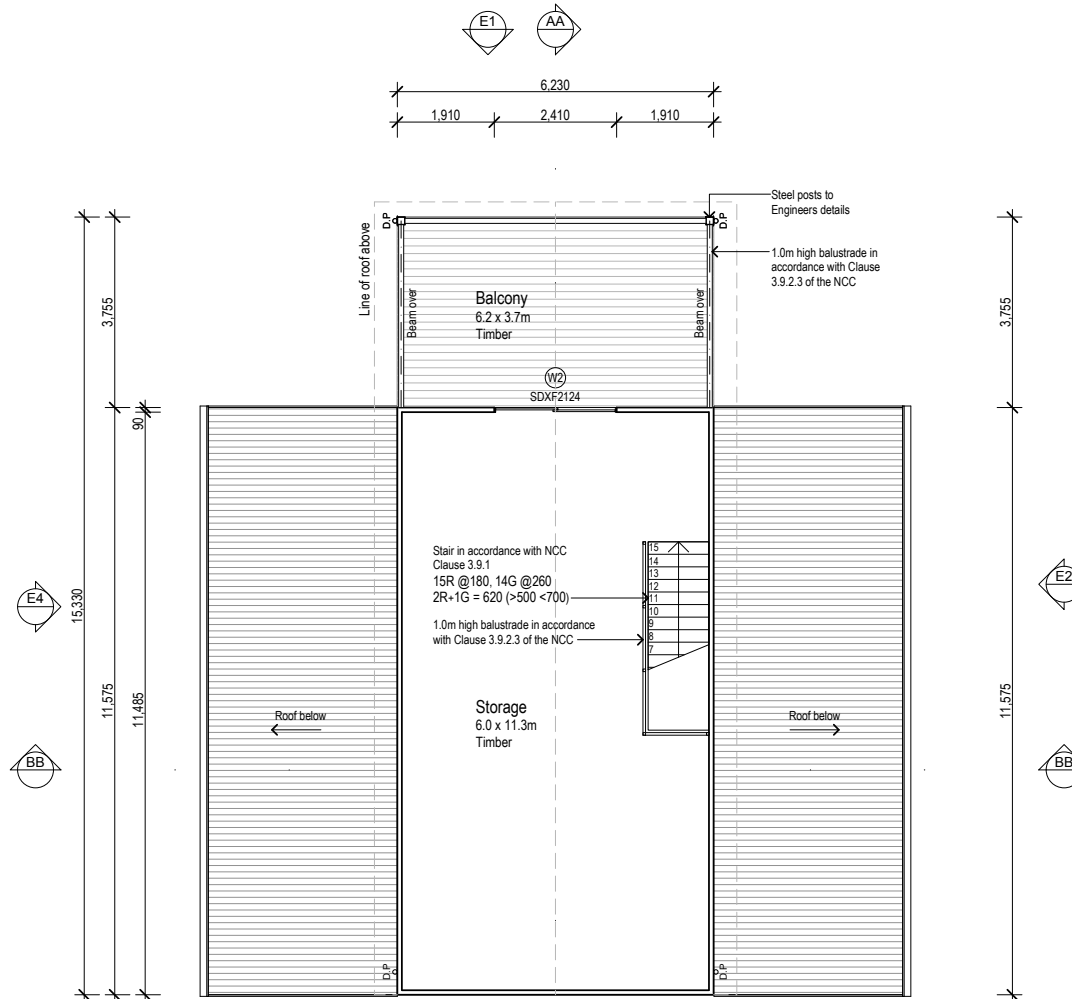 E1
AA
6,230
1,910
2,410
1,910
Steel posts to
Engineers details
D.P
D.P
Line of roof above
1.0m high balustrade in
accordance with Clause
3.9.2.3 of the NCC
3,755
3,755
Beam over
Beam over
Balcony
6.2 x 3.7m
Timber
W2
SDXF2124
90
Stair in accordance with NCC
Clause 3.9.1
15R @180, 14G @260
2R+1G = 620 (>500 <700)
15
14
13
12
11
10
9
8
7
1.0m high balustrade in accordance
with Clause 3.9.2.3 of the NCC
E4
E2
15,330
11,575
11,485
11,575
Storage
6.0 x 11.3m
Timber
Roof below
Roof below
BB
BB
D.P
D.P